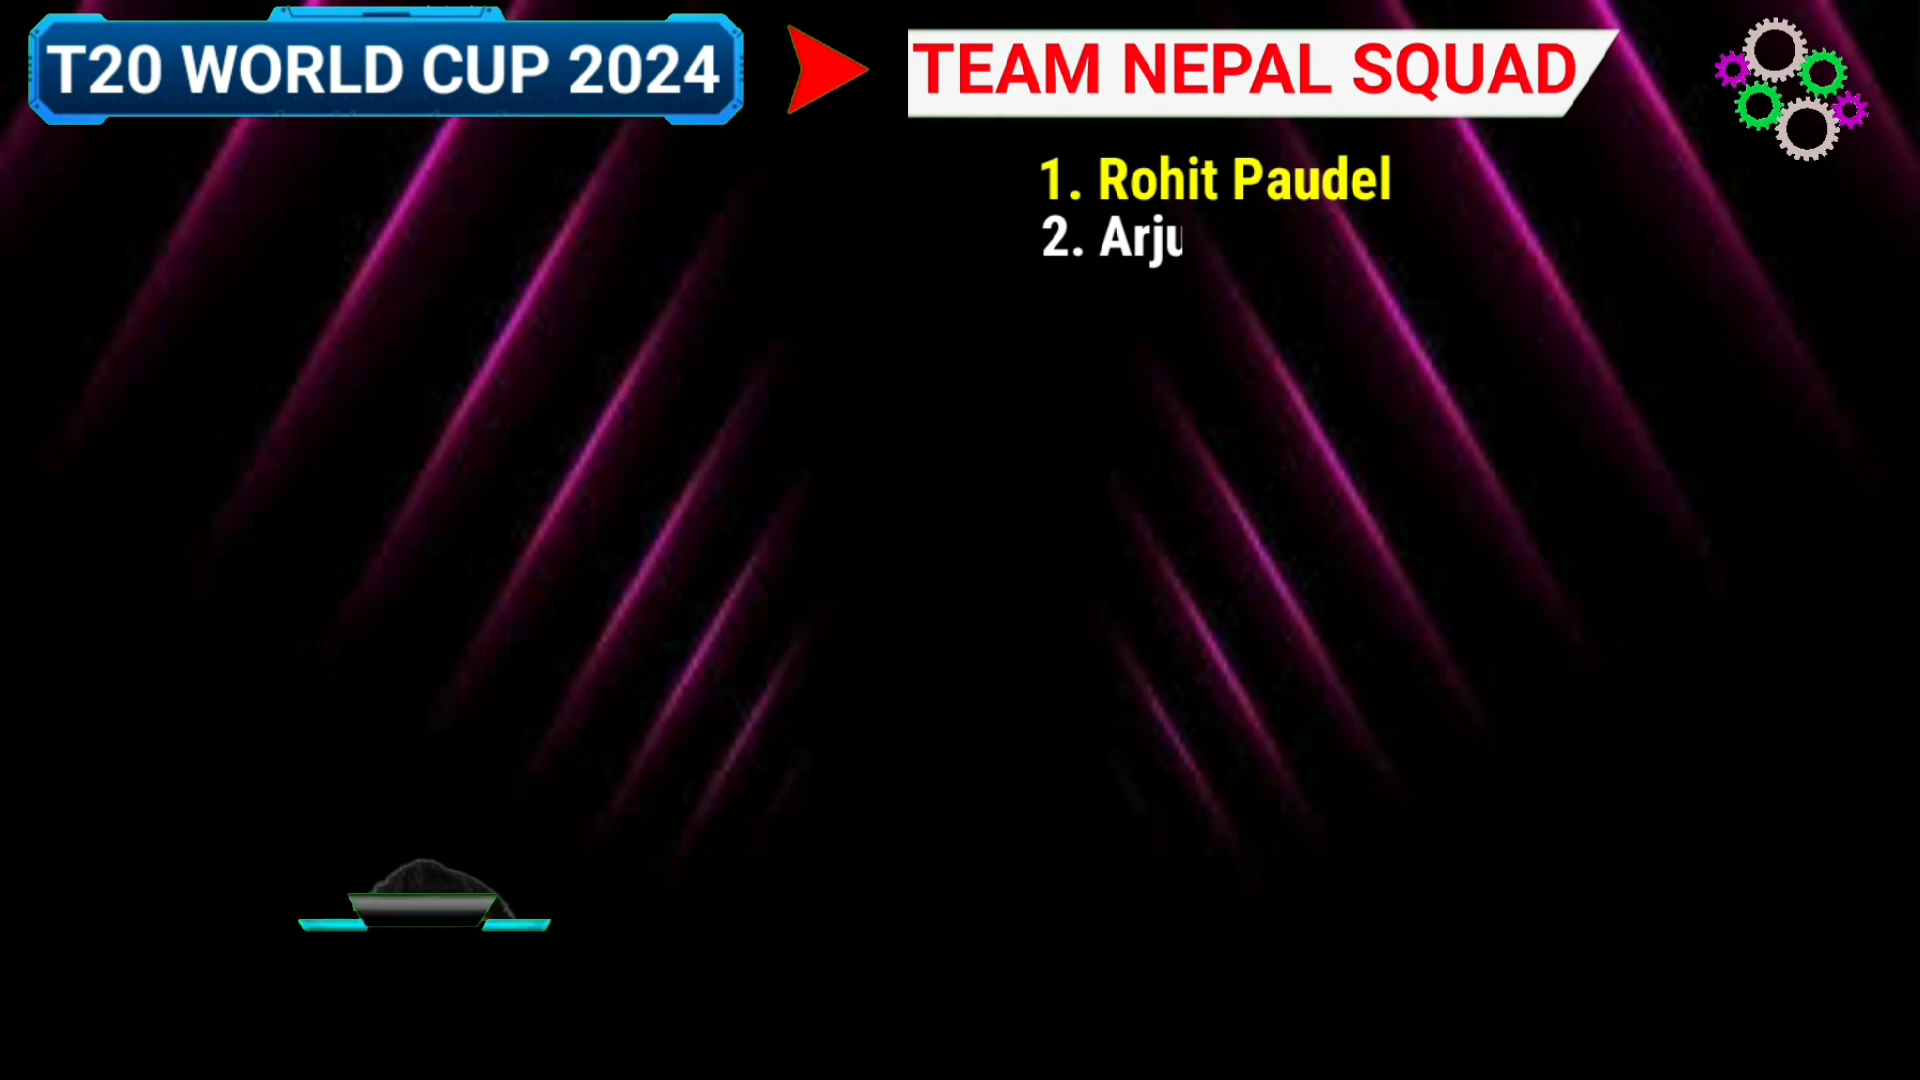 T20 WORLD CUP 2024
TEAM NEPAL SQUAD
1. Rohit Paudel
2. Arju